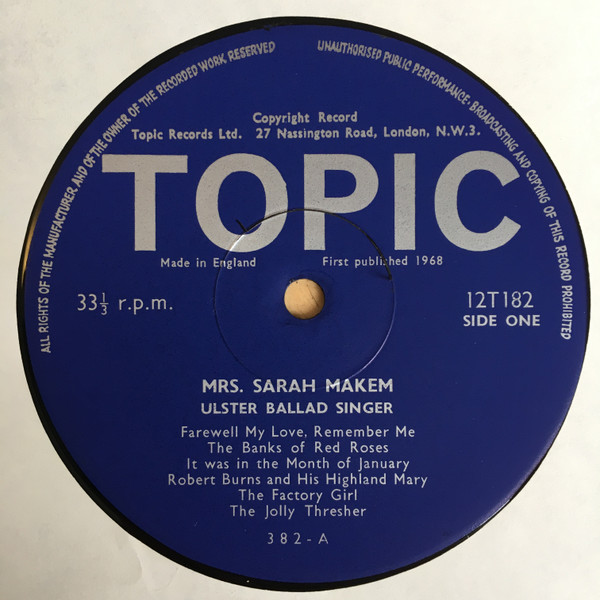 ALL RIGHTS OF THE MANUFACTURER AND OF THE OWNER OF THE RECORDED WORK RESERVED
UNAUTHORISED PUBLIC PERFORMANCE · BROADCASTING AND COPYING OF THIS RECORD PROHIBITED
Copyright Record
Topic Records Ltd. 27 Nassington Road, London, N.W.3.
TOPIC
Made in England First published 1968
33⅓ r.p.m.
12T182
SIDE ONE
MRS. SARAH MAKEM
ULSTER BALLAD SINGER
Farewell My Love, Remember Me
The Banks of Red Roses
It was in the Month of January
Robert Burns and His Highland Mary
The Factory Girl
The Jolly Thresher
382-A